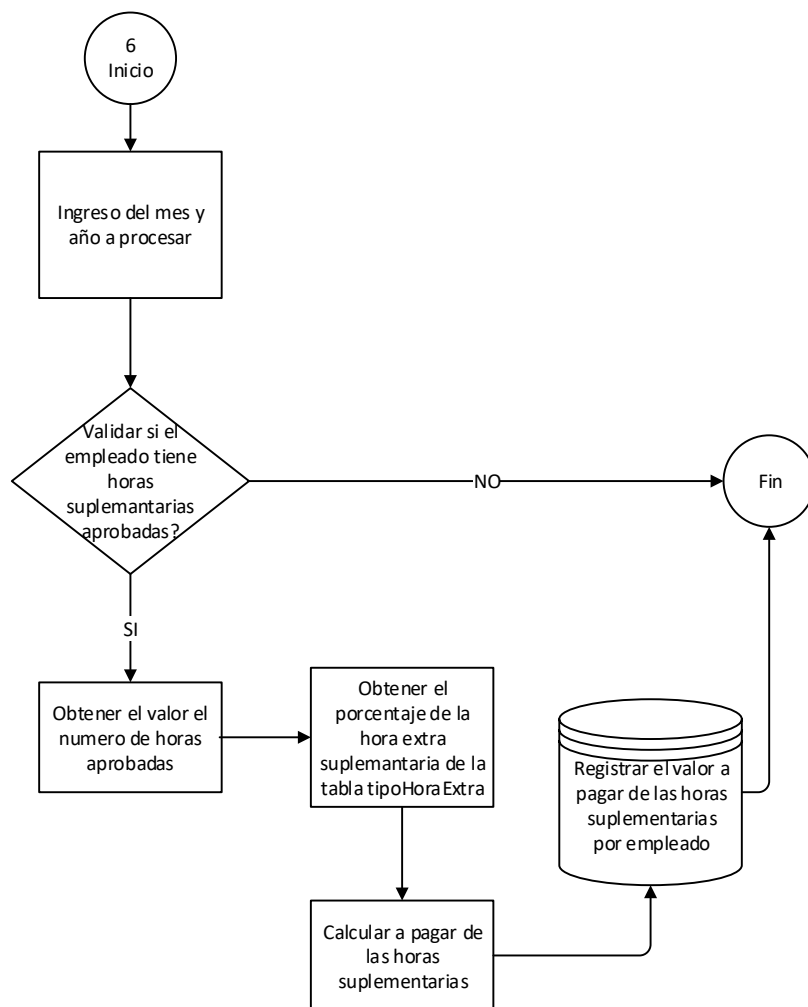 6
Inicio
Ingreso del mes y
año a procesar
Validar si el
empleado tiene
horas
suplemantarias
aprobadas?
NO
Fin
SI
Obtener el valor el
numero de horas
aprobadas
Obtener el
porcentaje de la
hora extra
suplemantaria de la
tabla tipoHoraExtra
Registrar el valor a
pagar de las horas
suplementarias
por empleado
Calcular a pagar de
las horas
suplementarias